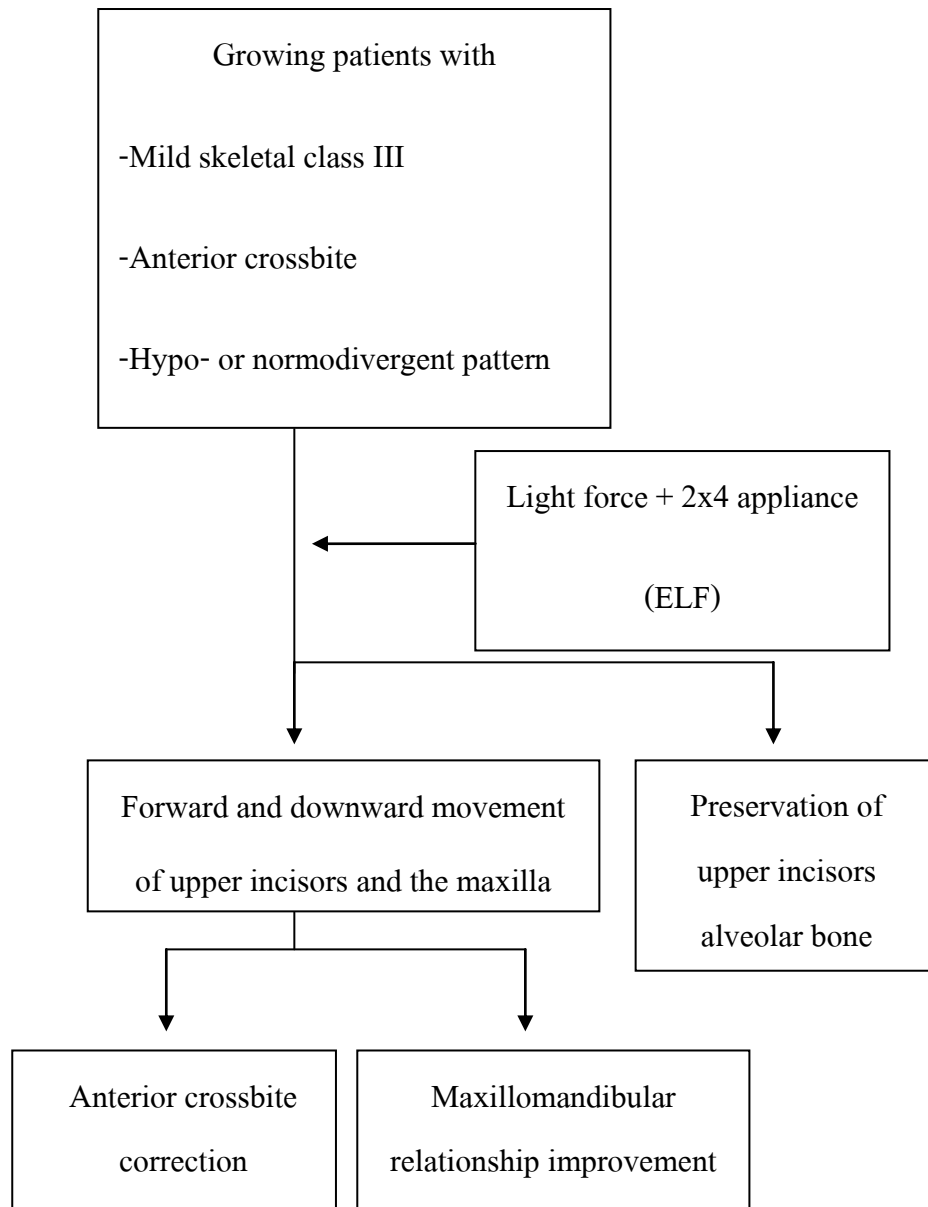 Growing patients with
-Mild skeletal class III
-Anterior crossbite
-Hypo- or normodivergent pattern
Light force + 2x4 appliance
(ELF)
Forward and downward movement
of upper incisors and the maxilla
Preservation of
upper incisors
alveolar bone
Anterior crossbite
correction
Maxillomandibular
relationship improvement